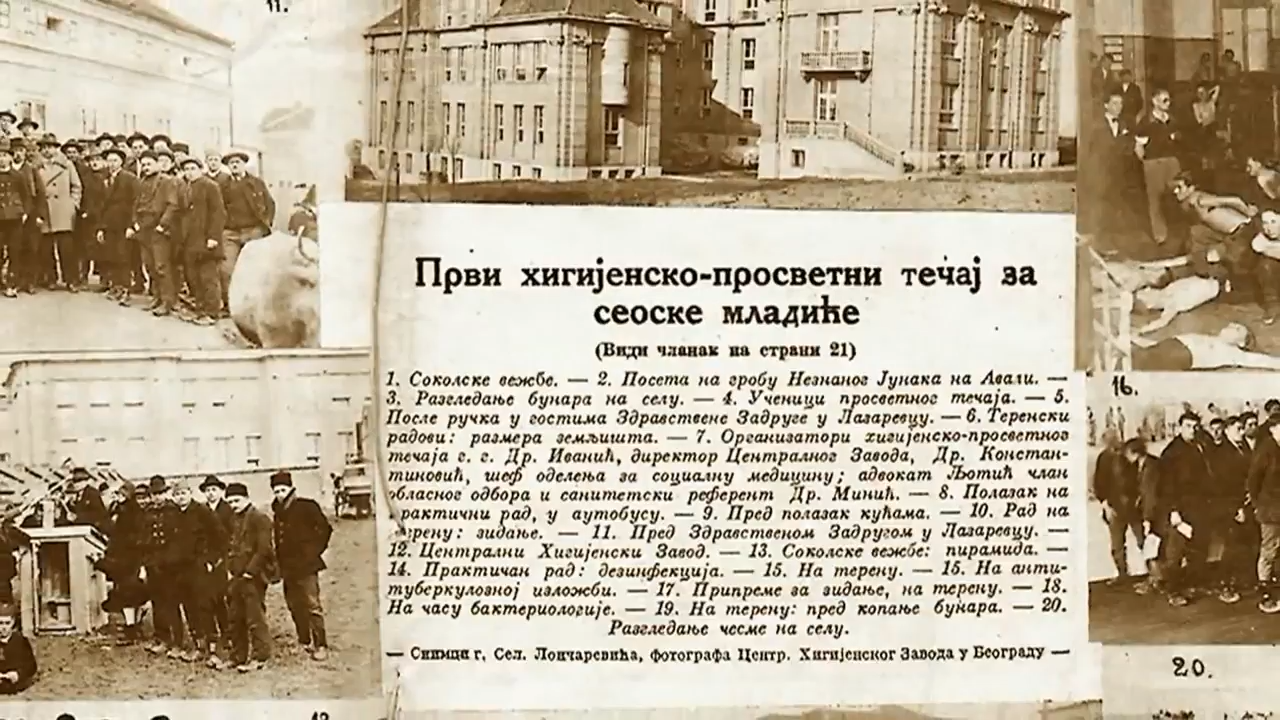 11.
Први хигијенско-просветни течај за
сеоске младиће
(Види чланак на страни 21)
1. Соколске вежбе. — 2. Посета на гробу Незнаног Јунака на Авали. —
3. Разгледање бунара на селу. — 4. Ученици просветног течаја. — 5.
После ручка у гостима Здравствене Задруге у Лазаревцу. — 6. Теренски
радови: размера земљишта. — 7. Организатори хигијенско-просветног
течаја г. г. Др. Иванић, директор Централног Завода, Др. Констан-
тиновић, шеф оделења за социалну медицину; адвокат Љотић члан
обласног одбора и санитетски референт Др. Минић. — 8. Полазак на
рактични рад, у аутобусу. — 9. Пред полазак кућама. — 10. Рад на
ерену: зидање. — 11. Пред Здравственом Задругом у Лазаревцу. —
12. Централни Хигијенски Завод. — 13. Соколске вежбе: пирамида. —
14. Практичан рад: дезинфекција. — 15. На терену. — 15. На анти-
туберкулозној изложби. — 17. Припреме за зидање, на терену. — 18.
На часу бактериологије. — 19. На терену: пред копање бунара. — 20.
Разгледање чесме на селу.
— Снимци г. Сел. Лончаревића, фотографа Центр. Хигијенског Завода у Београду —
16.
20.